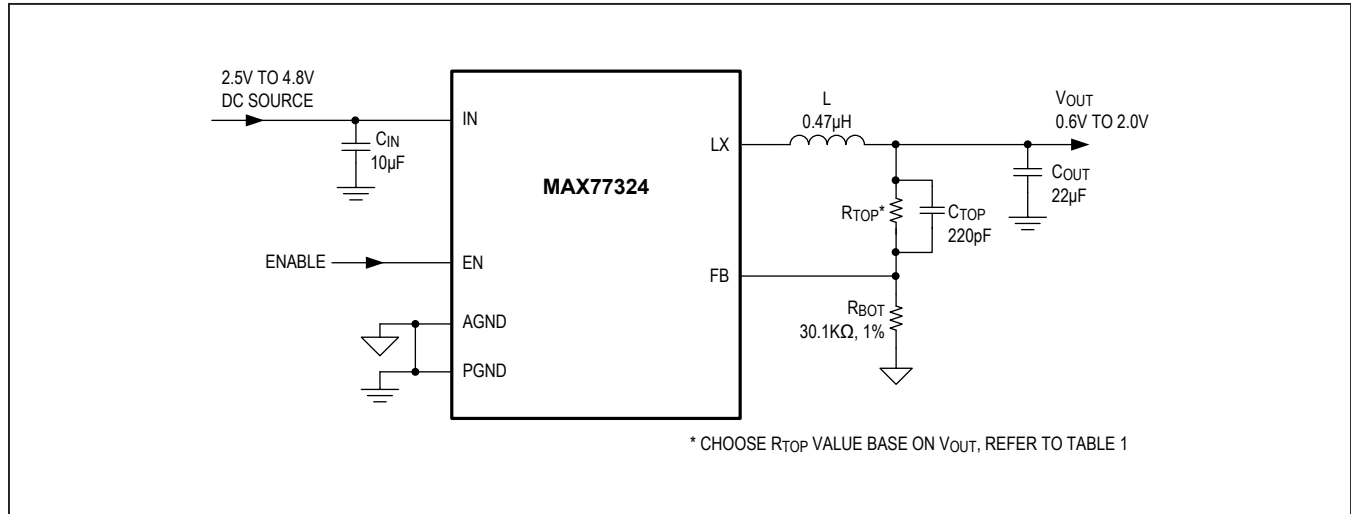 2.5V TO 4.8V
DC SOURCE
IN
CIN
10µF
MAX77324
ENABLE
EN
AGND
PGND
LX
FB
L
0.47µH
VOUT
0.6V TO 2.0V
COUT
22µF
RTOP*
CTOP
220pF
RBOT
30.1KΩ, 1%
* CHOOSE RTOP VALUE BASE ON VOUT, REFER TO TABLE 1